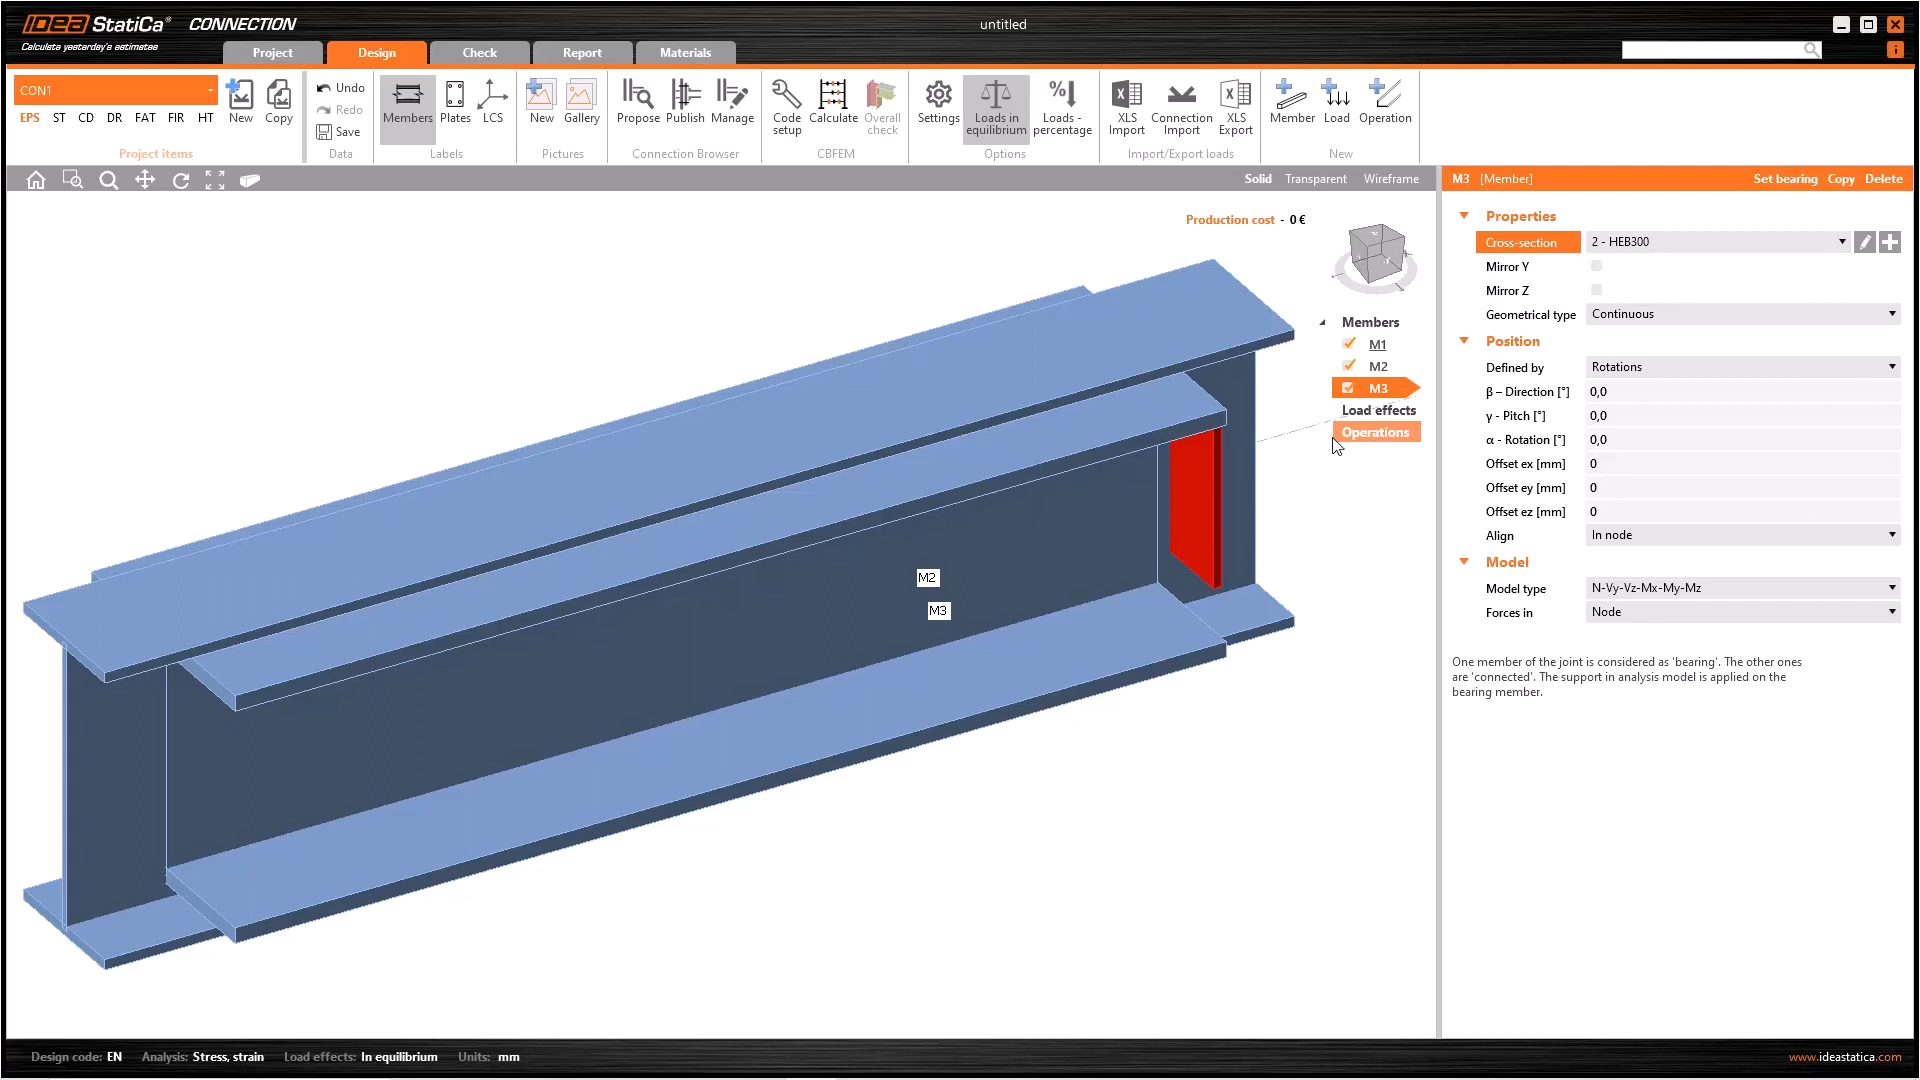 IDEA StatiCa® CONNECTION
Calculate yesterday's estimates
untitled
Project Design Check Report Materials
CON1
EPS ST CD DR FAT FIR HT
New Copy
Project items
Undo
Redo
Save
Data
Members Plates LCS
Labels
New Gallery
Pictures
Propose Publish Manage
Connection Browser
Code setup Calculate Overall check
CBFEM
Settings Loads in equilibrium Loads - percentage
Options
XLS Import Connection Import XLS Export
Import/Export loads
Member Load Operation
New
Solid Transparent Wireframe
Production cost - 0 €
Members
M1
M2
M3
Load effects
Operations
M2
M3
M3 [Member] Set bearing Copy Delete
Properties
Cross-section 2 - HEB300
Mirror Y
Mirror Z
Geometrical type Continuous
Position
Defined by Rotations
β – Direction [°] 0,0
γ - Pitch [°] 0,0
α - Rotation [°] 0,0
Offset ex [mm] 0
Offset ey [mm] 0
Offset ez [mm] 0
Align In node
Model
Model type N-Vy-Vz-Mx-My-Mz
Forces in Node
One member of the joint is considered as 'bearing'. The other ones
are 'connected'. The support in analysis model is applied on the
bearing member.
Design code: EN Analysis: Stress, strain Load effects: In equilibrium Units: mm
www.ideastatica.com